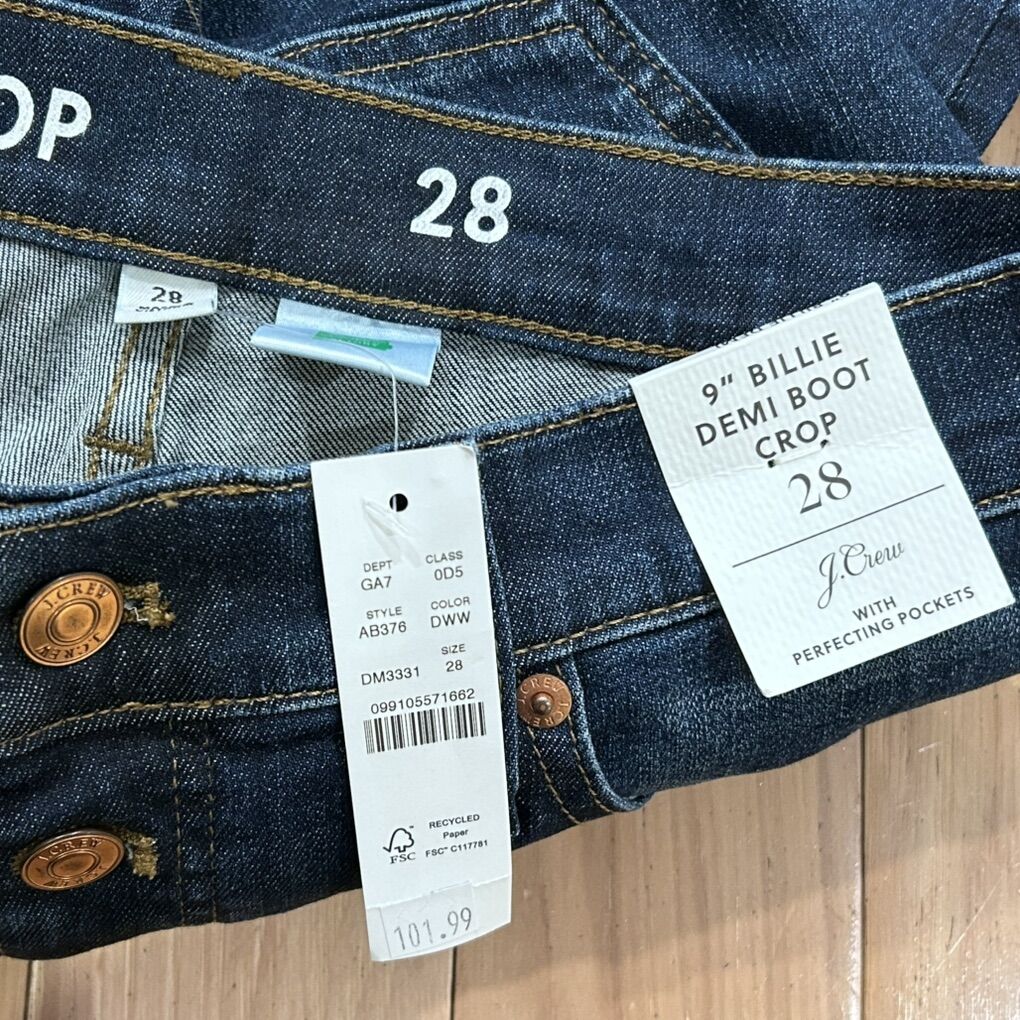 OP
28
28
9" BILLIE
DEMI BOOT
CROP
28
J.Crew
WITH
PERFECTING POCKETS
DEPT CLASS
GA7 0D5
STYLE COLOR
AB376 DWW
SIZE
DM3331 28
099105571662
RECYCLED
Paper
FSC
FSC® C117781
101.99
J.CREW
J.CREW
J.CREW
J.CREW